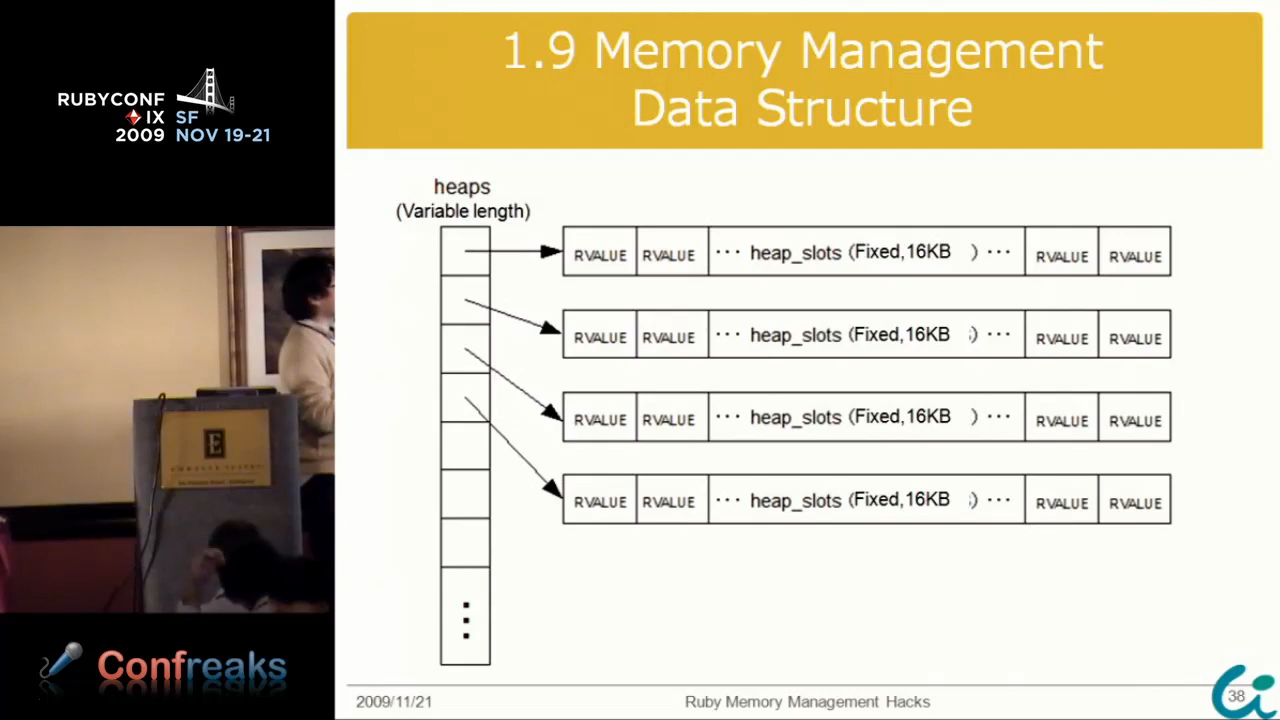 RUBYCONF
IX SF
2009 NOV 19-21
1.9 Memory Management
Data Structure
heaps
(Variable length)
RVALUE RVALUE ··· heap_slots (Fixed,16KB ) ··· RVALUE RVALUE
RVALUE RVALUE ··· heap_slots (Fixed,16KB ) ··· RVALUE RVALUE
RVALUE RVALUE ··· heap_slots (Fixed,16KB ) ··· RVALUE RVALUE
RVALUE RVALUE ··· heap_slots (Fixed,16KB ) ··· RVALUE RVALUE
E
Confreaks
2009/11/21 Ruby Memory Management Hacks 38